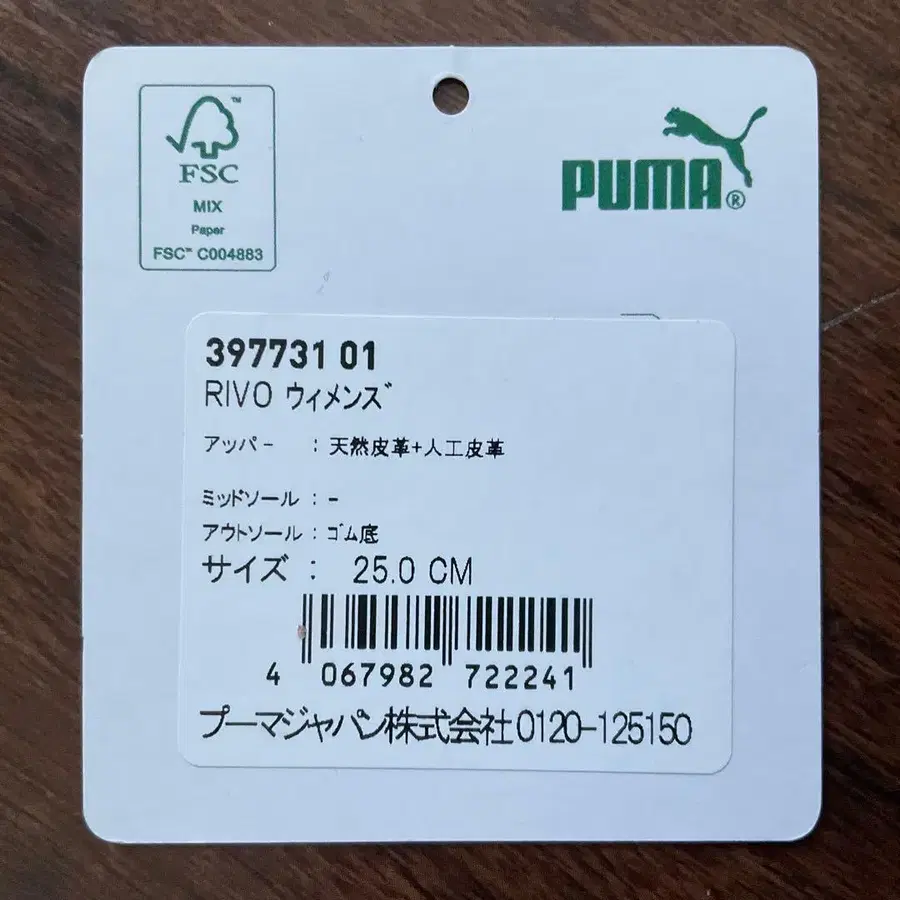 FSC
MIX
Paper
FSC™ C004883
PUMA®
397731 01
RIVO ウィメンズ
アッパー : 天然皮革+人工皮革
ミッドソール : -
アウトソール : ゴム底
サイズ : 25.0 CM
4 067982 722241
プーマジャパン株式会社0120-125150